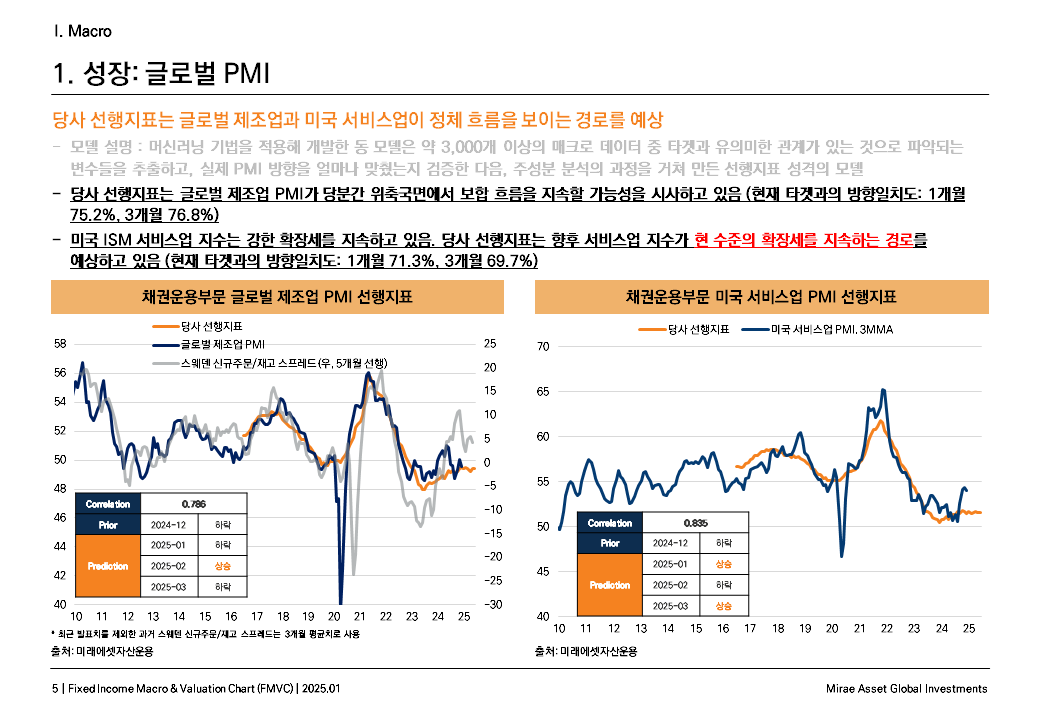 I. Macro
1. 성장: 글로벌 PMI
당사 선행지표는 글로벌 제조업과 미국 서비스업이 정체 흐름을 보이는 경로를 예상
- 모델 설명 : 머신러닝 기법을 적용해 개발한 동 모델은 약 3,000개 이상의 매크로 데이터 중 타겟과 유의미한 관계가 있는 것으로 파악되는
변수들을 추출하고, 실제 PMI 방향을 얼마나 맞췄는지 검증한 다음, 주성분 분석의 과정을 거쳐 만든 선행지표 성격의 모델
- 당사 선행지표는 글로벌 제조업 PMI가 당분간 위축국면에서 보합 흐름을 지속할 가능성을 시사하고 있음 (현재 타겟과의 방향일치도: 1개월
75.2%, 3개월 76.8%)
- 미국 ISM 서비스업 지수는 강한 확장세를 지속하고 있음. 당사 선행지표는 향후 서비스업 지수가 현 수준의 확장세를 지속하는 경로를
예상하고 있음 (현재 타겟과의 방향일치도: 1개월 71.3%, 3개월 69.7%)
채권운용부문 글로벌 제조업 PMI 선행지표
당사 선행지표
글로벌 제조업 PMI
스웨덴 신규주문/재고 스프레드 (우, 5개월 선행)
58
56
54
52
50
48
46
44
42
40
25
20
15
10
5
0
-5
-10
-15
-20
-25
-30
Correlation 0.786
Prior 2024-12 하락
Prediction 2025-01 하락
2025-02 상승
2025-03 하락
10 11 12 13 14 15 16 17 18 19 20 21 22 23 24 25
* 최근 발표치를 제외한 과거 스웨덴 신규주문/재고 스프레드는 3개월 평균치로 사용
출처: 미래에셋자산운용
채권운용부문 미국 서비스업 PMI 선행지표
당사 선행지표 미국 서비스업 PMI, 3MMA
70
65
60
55
50
45
40
Correlation 0.835
Prior 2024-12 하락
Prediction 2025-01 상승
2025-02 하락
2025-03 상승
10 11 12 13 14 15 16 17 18 19 20 21 22 23 24 25
출처: 미래에셋자산운용
5 | Fixed Income Macro & Valuation Chart (FMVC) | 2025.01
Mirae Asset Global Investments